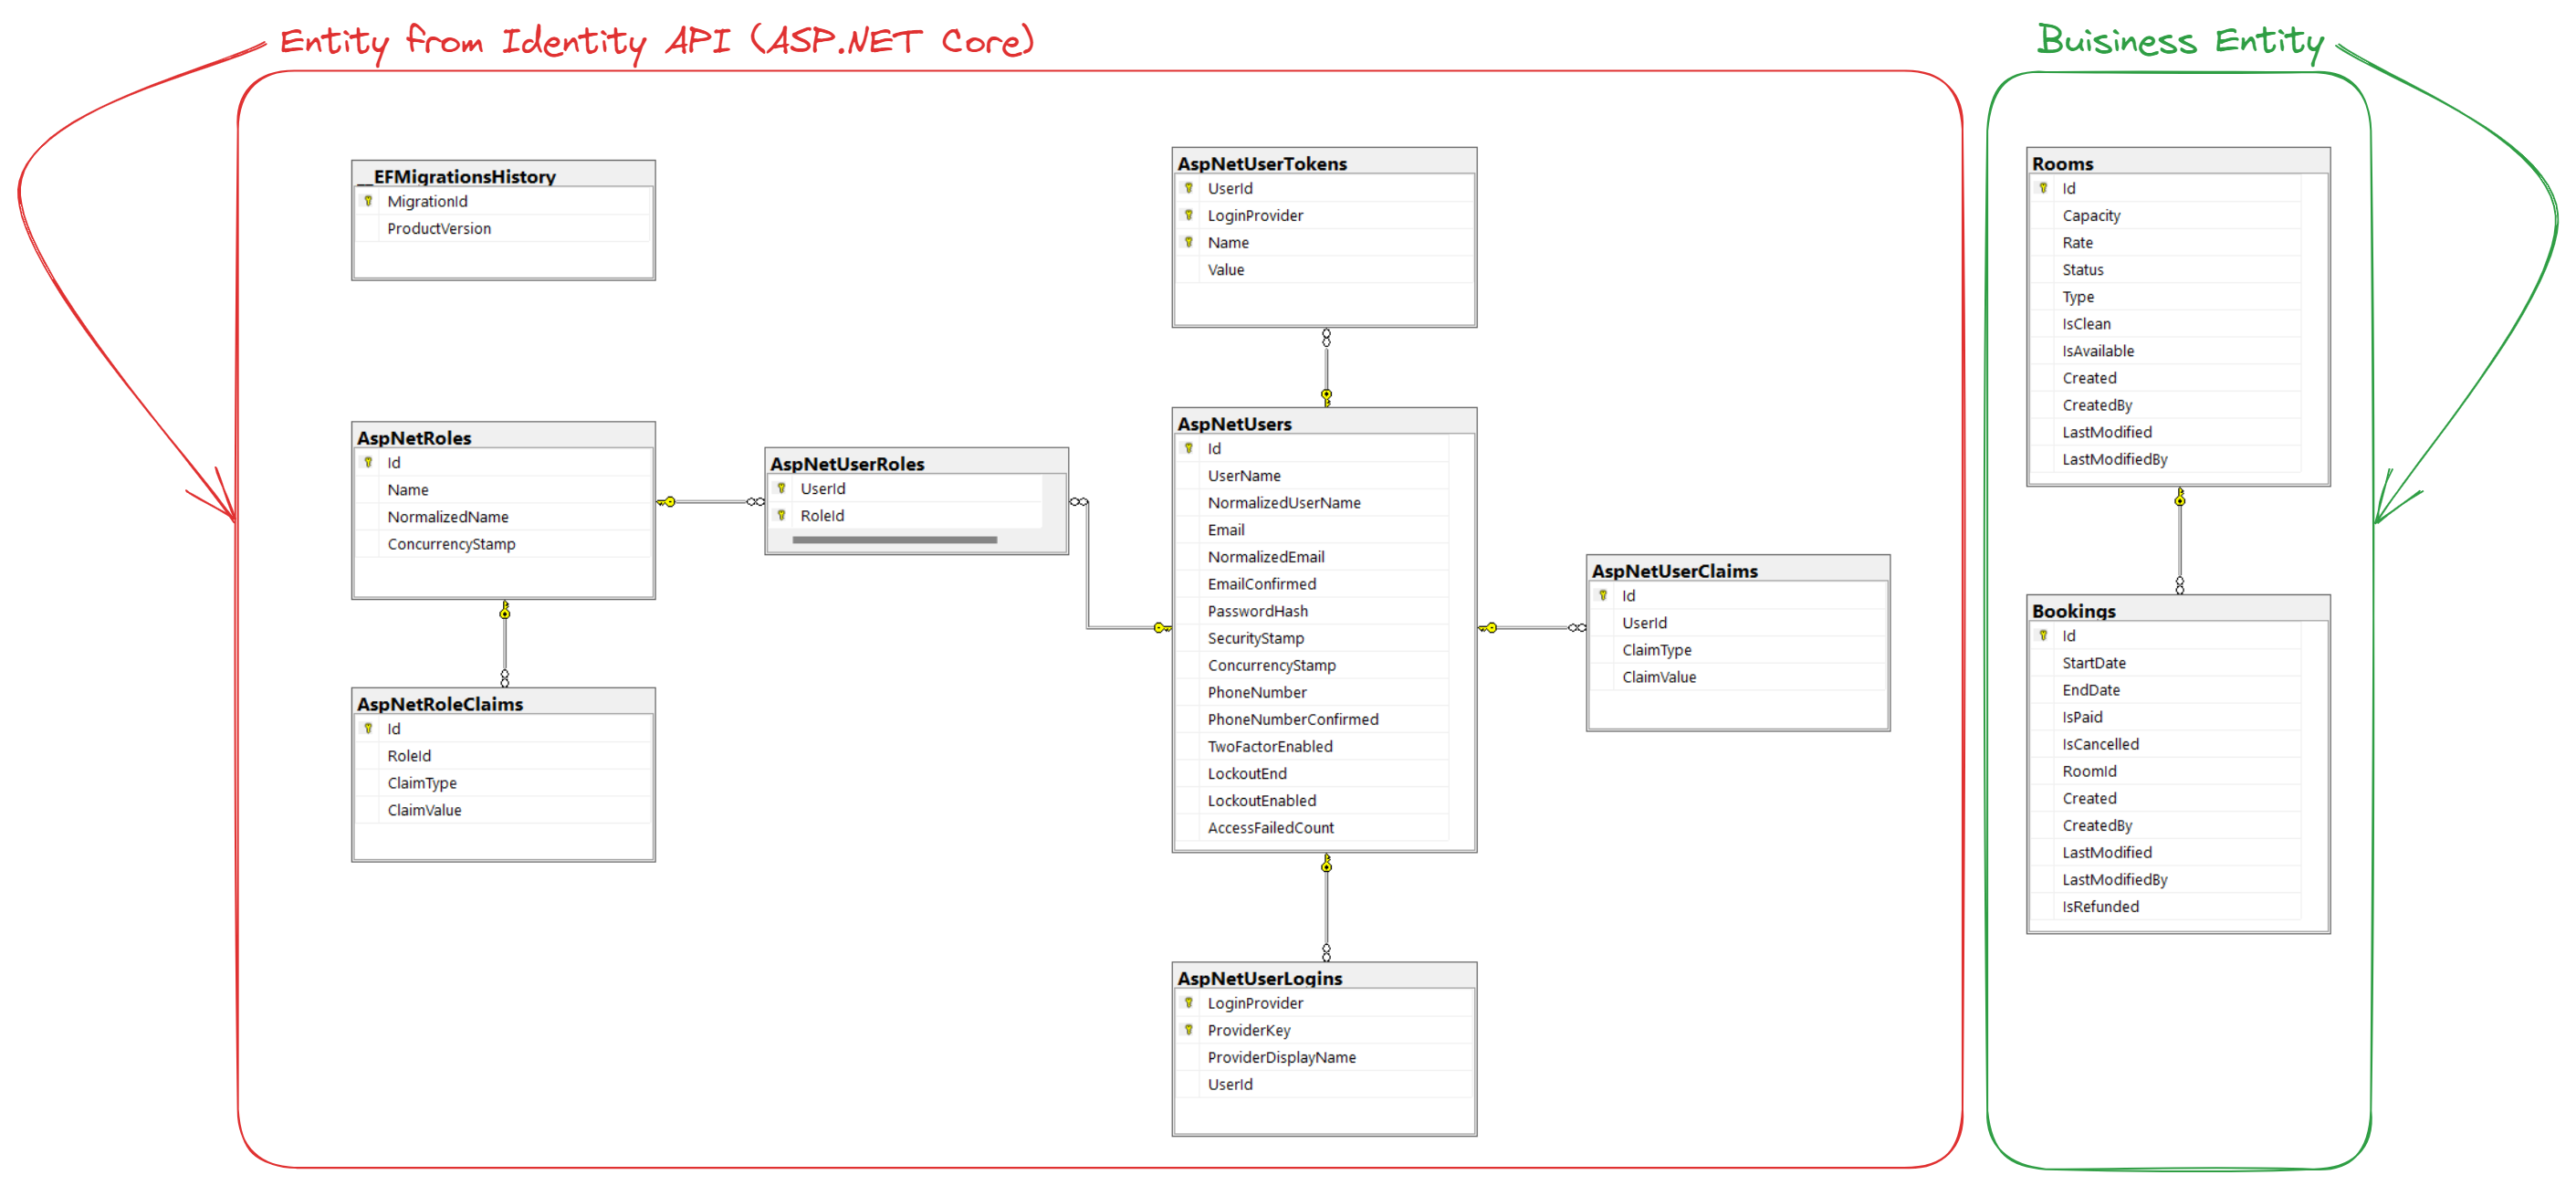 Entity from Identity API (ASP.NET Core)
Buisiness Entity
__EFMigrationsHistory
MigrationId
ProductVersion
AspNetRoles
Id
Name
NormalizedName
ConcurrencyStamp
AspNetRoleClaims
Id
RoleId
ClaimType
ClaimValue
AspNetUserRoles
UserId
RoleId
AspNetUserTokens
UserId
LoginProvider
Name
Value
AspNetUsers
Id
UserName
NormalizedUserName
Email
NormalizedEmail
EmailConfirmed
PasswordHash
SecurityStamp
ConcurrencyStamp
PhoneNumber
PhoneNumberConfirmed
TwoFactorEnabled
LockoutEnd
LockoutEnabled
AccessFailedCount
AspNetUserLogins
LoginProvider
ProviderKey
ProviderDisplayName
UserId
AspNetUserClaims
Id
UserId
ClaimType
ClaimValue
Rooms
Id
Capacity
Rate
Status
Type
IsClean
IsAvailable
Created
CreatedBy
LastModified
LastModifiedBy
Bookings
Id
StartDate
EndDate
IsPaid
IsCancelled
RoomId
Created
CreatedBy
LastModified
LastModifiedBy
IsRefunded